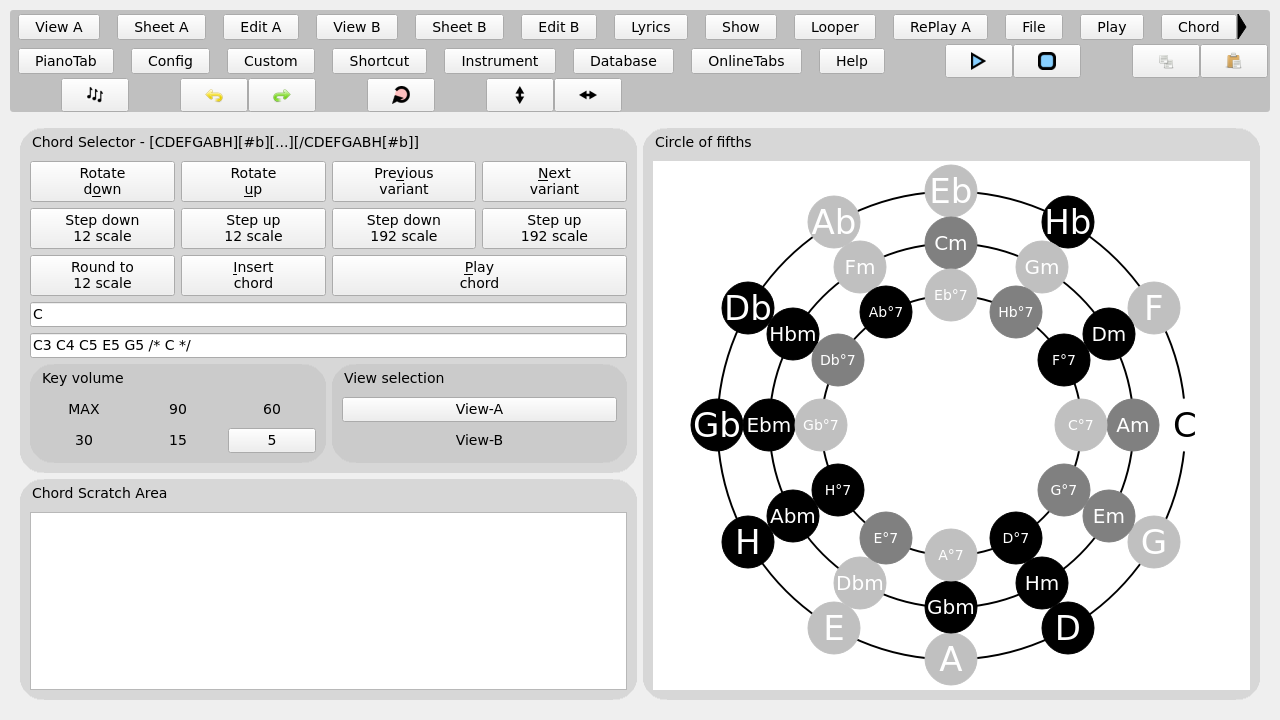 View A Sheet A Edit A View B Sheet B Edit B Lyrics Show Looper RePlay A File Play Chord
PianoTab Config Custom Shortcut Instrument Database OnlineTabs Help
Chord Selector - [CDEFGABH][#b][...][/CDEFGABH[#b]]
Rotate down
Rotate up
Previous variant
Next variant
Step down 12 scale
Step up 12 scale
Step down 192 scale
Step up 192 scale
Round to 12 scale
Insert chord
Play chord
C
C3 C4 C5 E5 G5 /* C */
Key volume
MAX 90 60
30 15 5
View selection
View-A
View-B
Chord Scratch Area
Circle of fifths
Eb
Ab Hb
Cm
Fm Gm
Eb°7
Db F
Ab°7 Hb°7
Hbm Dm
Db°7 F°7
Gb Ebm Gb°7 C°7 Am C
H°7 G°7
Abm Em
E°7 D°7
H G
A°7
Dbm Hm
Gbm
E D
A